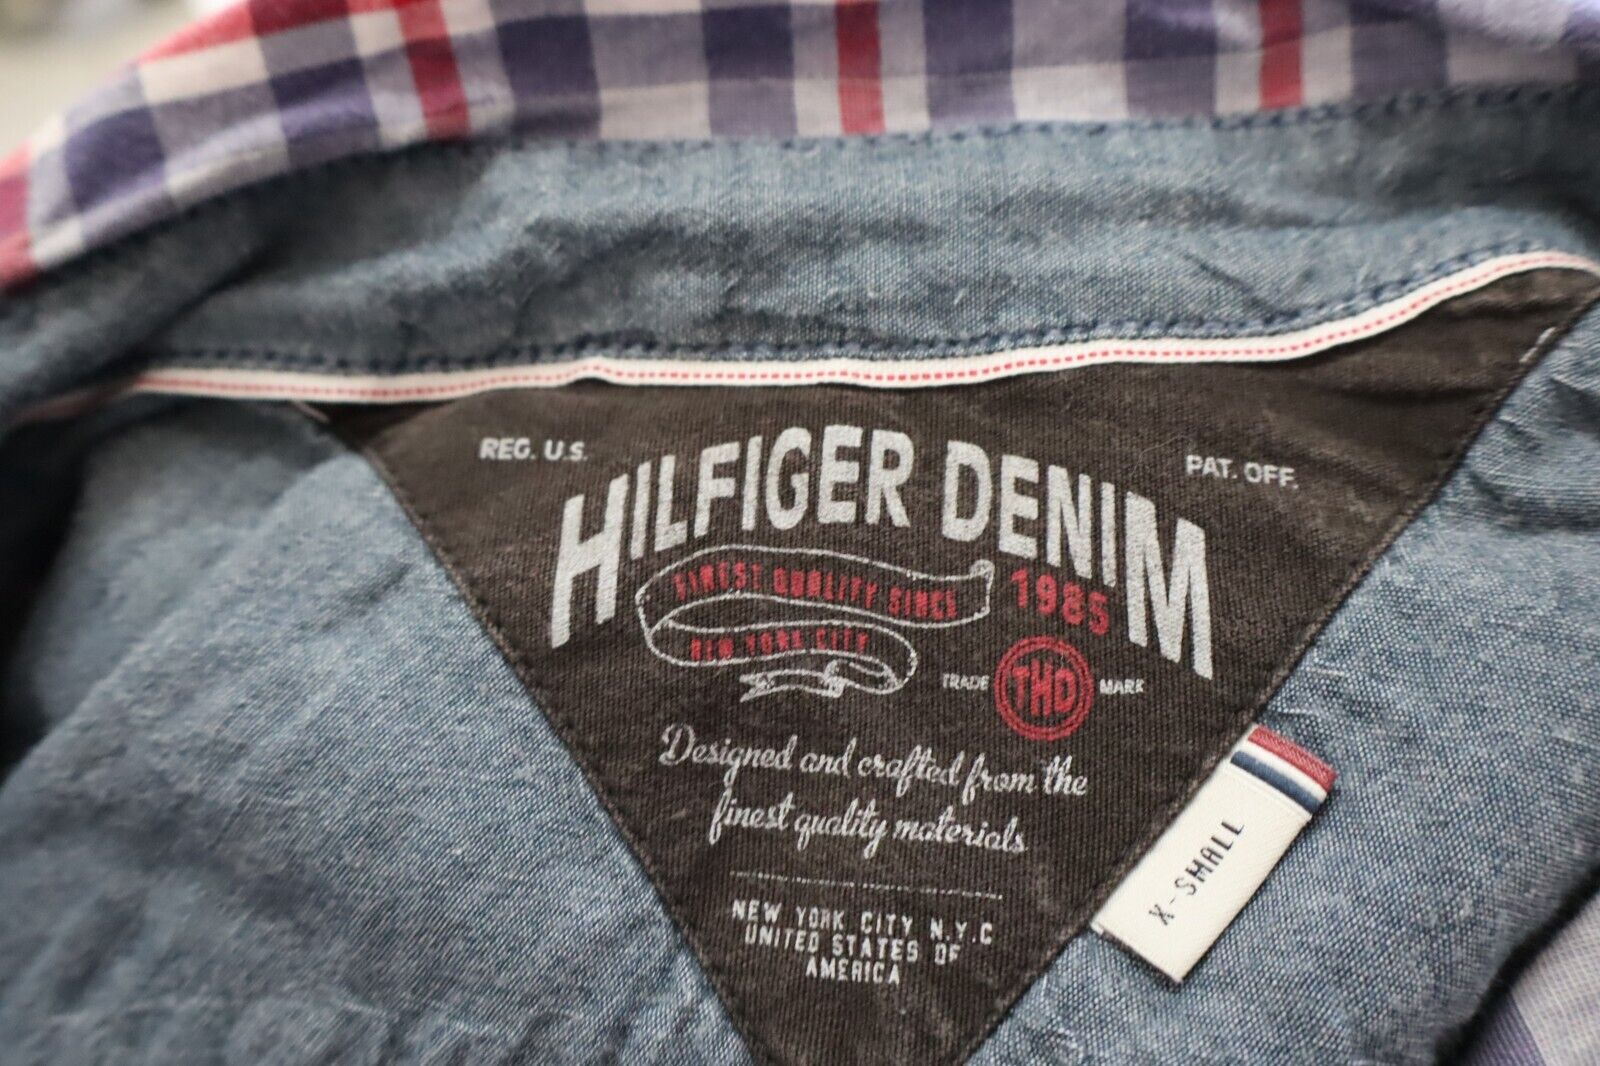 REG. U.S.
PAT. OFF.
HILFIGER DENIM
FINEST QUALITY SINCE
1985
NEW YORK CITY
TRADE THD MARK
Designed and crafted from the
finest quality materials
NEW YORK CITY N.Y.C
UNITED STATES OF
AMERICA
X-SMALL